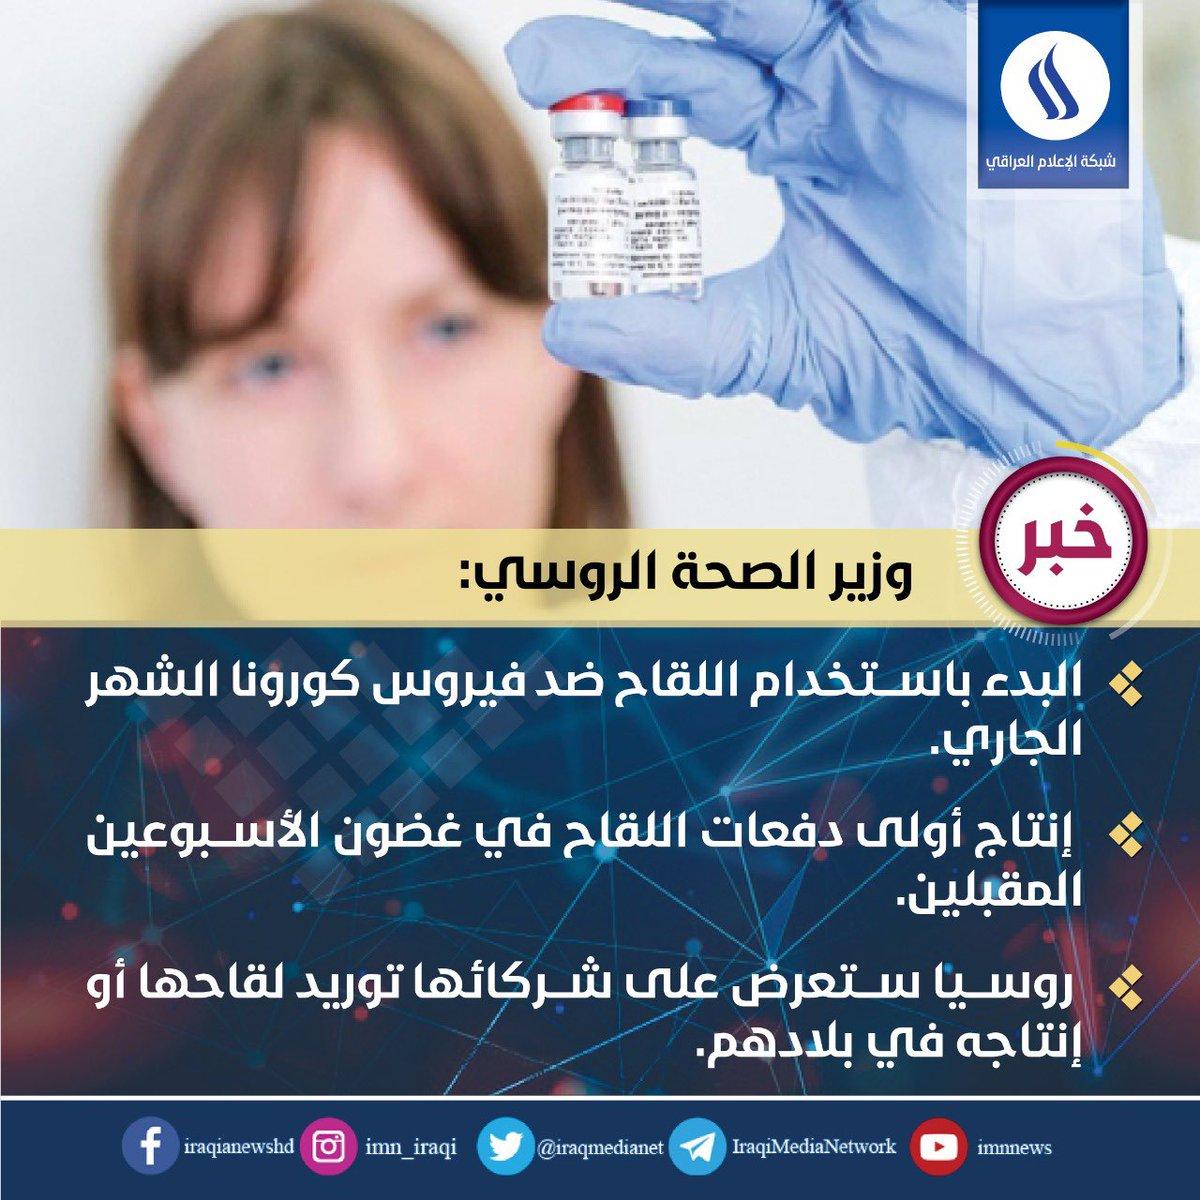 شبكة الإعلام العراقي
خبر
وزير الصحة الروسي:
البدء باستخدام اللقاح ضد فيروس كورونا الشهر
الجاري.
إنتاج أولى دفعات اللقاح في غضون الأسبوعين
المقبلين.
روسيا ستعرض على شركائها توريد لقاحها أو
إنتاجه في بلادهم.
iraqianewshd imn_iraqi @iraqmedianet IraqiMediaNetwork imnnews